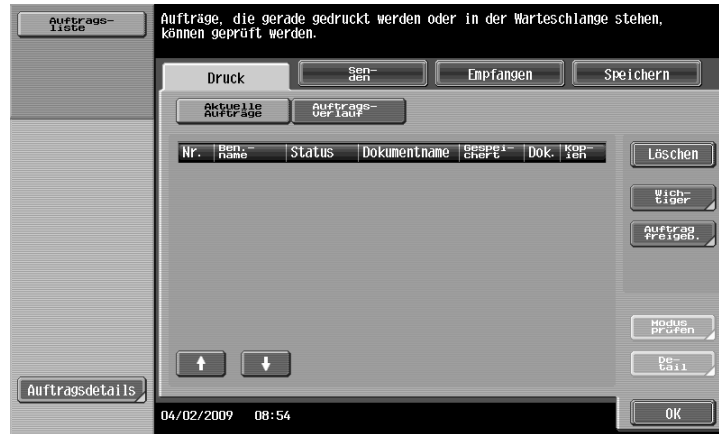 Auftrags-
liste
Aufträge, die gerade gedruckt werden oder in der Warteschlange stehen,
können geprüft werden.
Druck
Sen-
den
Empfangen
Speichern
Aktuelle
Aufträge
Auftrags-
verlauf
Nr.
Ben.-
name
Status
Dokumentname
Gespei-
chert
Dok.
Kop-
ien
Löschen
Wich-
tiger
Auftrag
freigeb.
Modus
prüfen
De-
tail
Auftragsdetails
04/02/2009 08:54
OK